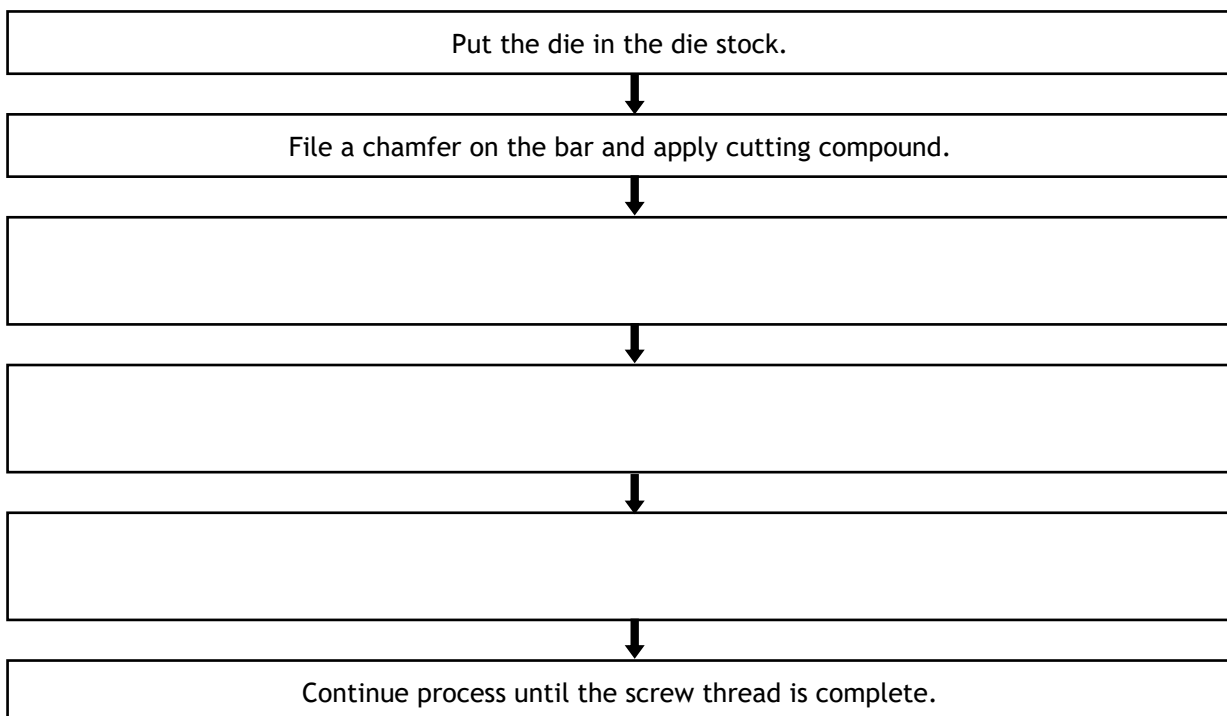 Put the die in the die stock.
File a chamfer on the bar and apply cutting compound.
Continue process until the screw thread is complete.